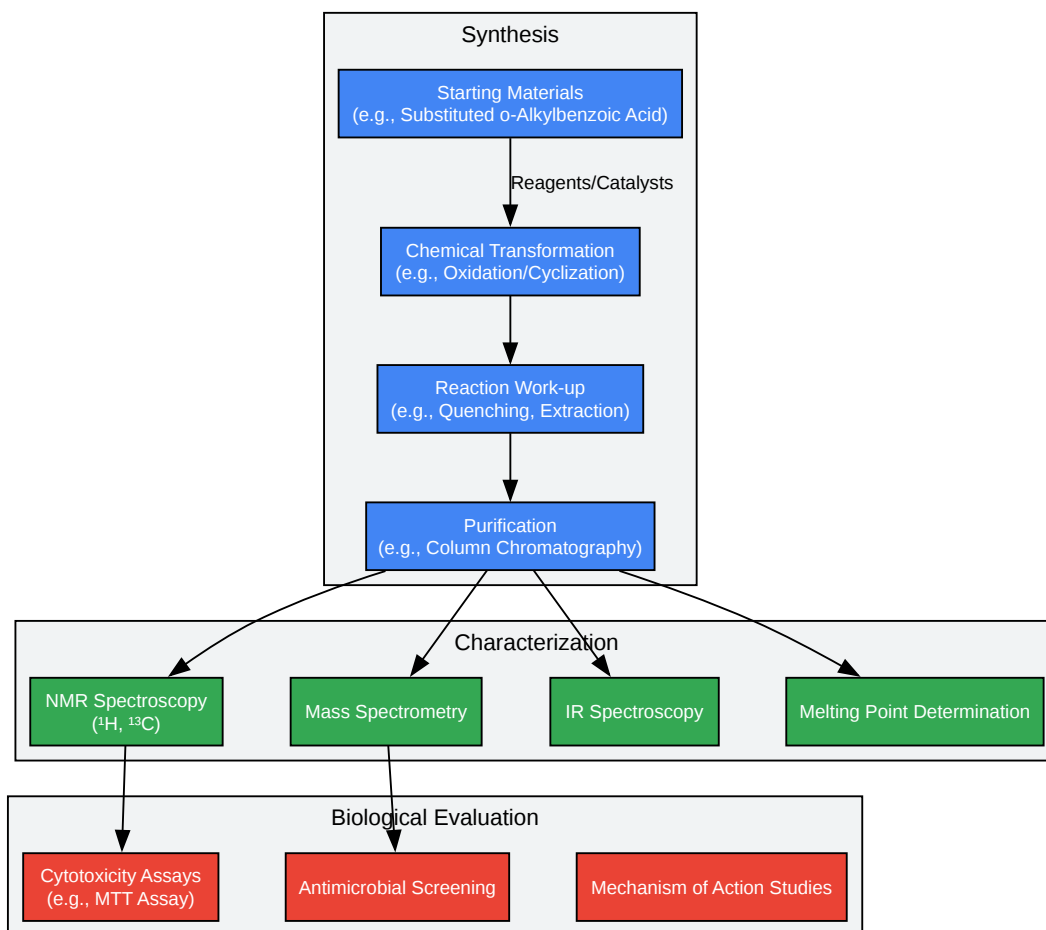 Synthesis
Starting Materials
(e.g., Substituted o-Alkylbenzoic Acid)
Reagents/Catalysts
Chemical Transformation
(e.g., Oxidation/Cyclization)
Reaction Work-up
(e.g., Quenching, Extraction)
Purification
(e.g., Column Chromatography)
Characterization
NMR Spectroscopy
(¹H, ¹³C)
Mass Spectrometry
IR Spectroscopy
Melting Point Determination
Biological Evaluation
Cytotoxicity Assays
(e.g., MTT Assay)
Antimicrobial Screening
Mechanism of Action Studies